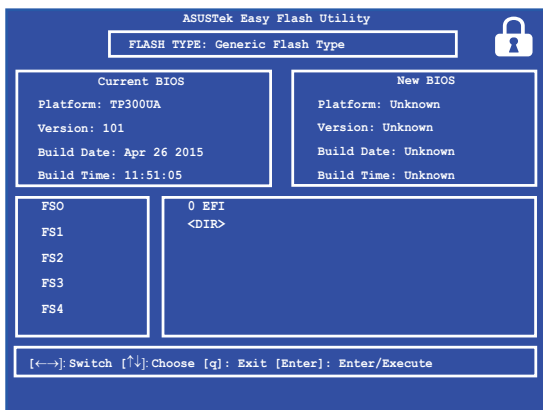 ASUSTek Easy Flash Utility
FLASH TYPE: Generic Flash Type
Current BIOS
Platform: TP300UA
Version: 101
Build Date: Apr 26 2015
Build Time: 11:51:05
New BIOS
Platform: Unknown
Version: Unknown
Build Date: Unknown
Build Time: Unknown
FSO
FS1
FS2
FS3
FS4
0 EFI
<DIR>
[←→]: Switch [↑↓]: Choose [q]: Exit [Enter]: Enter/Execute